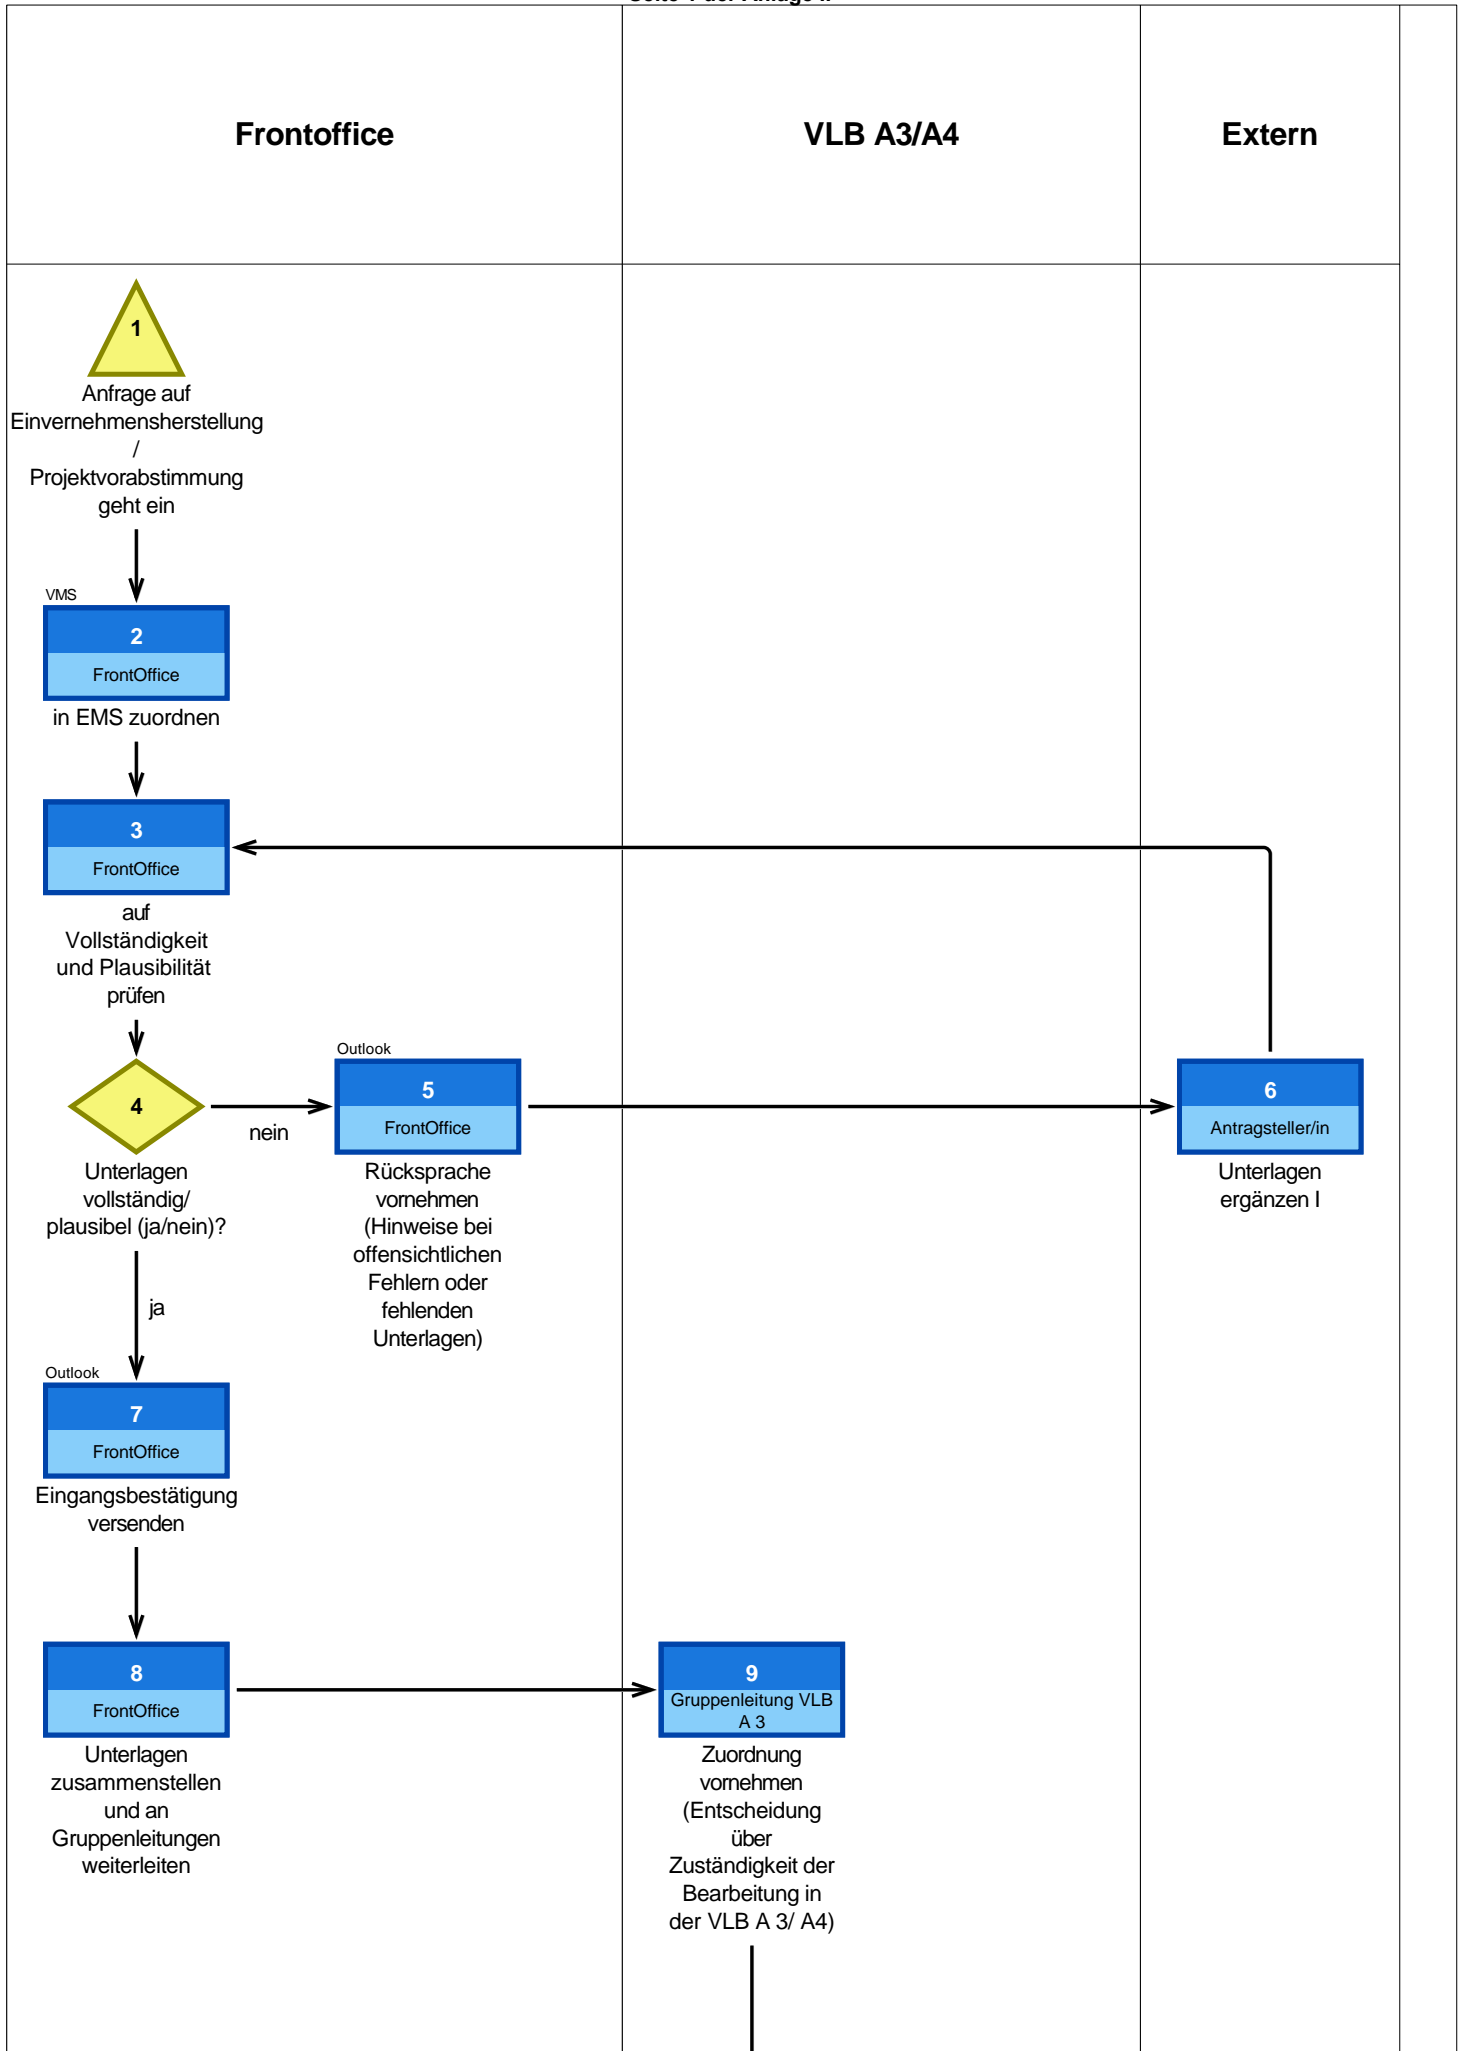 Frontoffice
VLB A3/A4
Extern
1
Anfrage auf
Einvernehmensherstellung
/
Projektvorabstimmung
geht ein
VMS
2
FrontOffice
in EMS zuordnen
3
FrontOffice
auf
Vollständigkeit
und Plausibilität
prüfen
4
Unterlagen
vollständig/
plausibel (ja/nein)?
nein
Outlook
5
FrontOffice
Rücksprache
vornehmen
(Hinweise bei
offensichtlichen
Fehlern oder
fehlenden
Unterlagen)
6
Antragsteller/in
Unterlagen
ergänzen I
ja
Outlook
7
FrontOffice
Eingangsbestätigung
versenden
8
FrontOffice
Unterlagen
zusammenstellen
und an
Gruppenleitungen
weiterleiten
9
Gruppenleitung VLB
A 3
Zuordnung
vornehmen
(Entscheidung
über
Zuständigkeit der
Bearbeitung in
der VLB A 3/ A4)